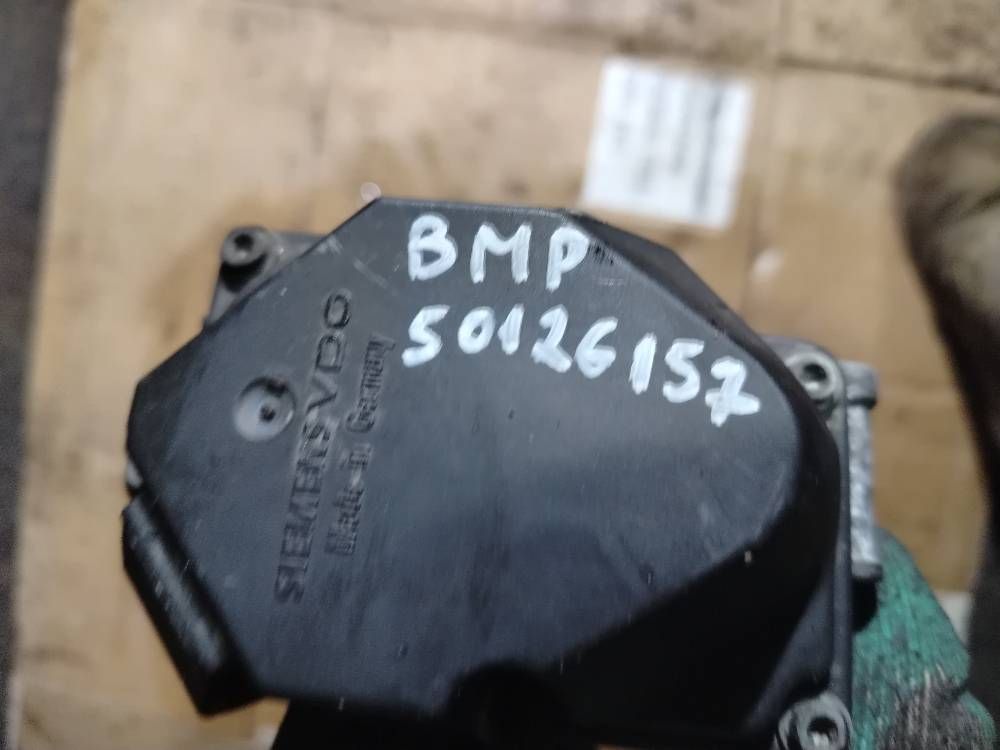 BMP
50126157
SIEMENS VDO
Made in Germany